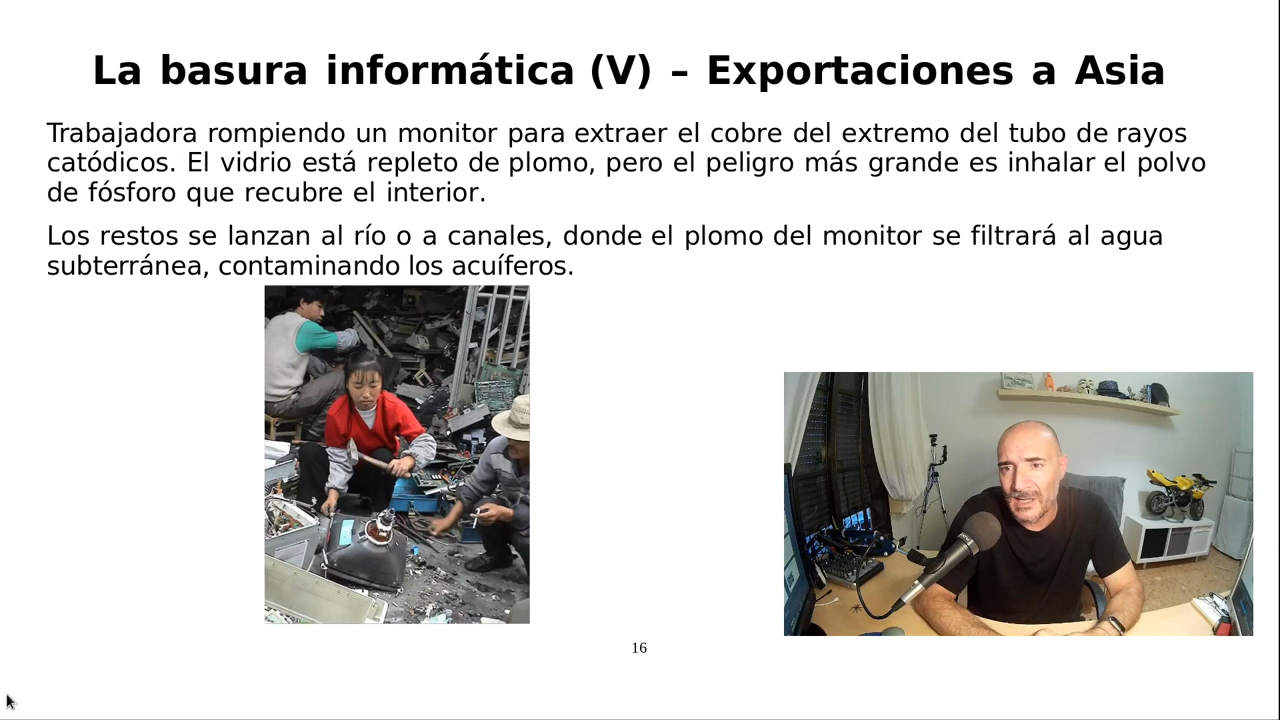 La basura informática (V) – Exportaciones a Asia
Trabajadora rompiendo un monitor para extraer el cobre del extremo del tubo de rayos
catódicos. El vidrio está repleto de plomo, pero el peligro más grande es inhalar el polvo
de fósforo que recubre el interior.
Los restos se lanzan al río o a canales, donde el plomo del monitor se filtrará al agua
subterránea, contaminando los acuíferos.
16